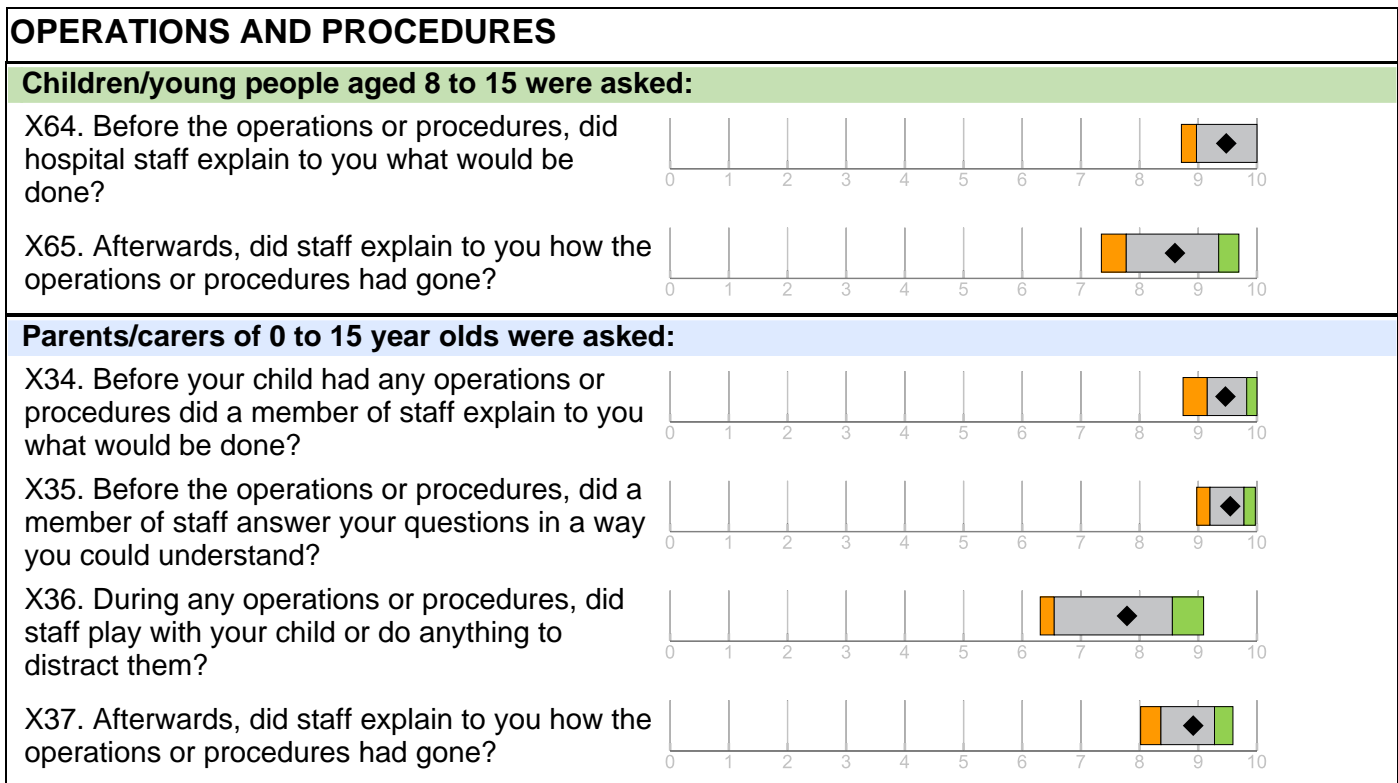 OPERATIONS AND PROCEDURES
Children/young people aged 8 to 15 were asked:
X64. Before the operations or procedures, did
hospital staff explain to you what would be
done?
0 1 2 3 4 5 6 7 8 9 10
X65. Afterwards, did staff explain to you how the
operations or procedures had gone?
0 1 2 3 4 5 6 7 8 9 10
Parents/carers of 0 to 15 year olds were asked:
X34. Before your child had any operations or
procedures did a member of staff explain to you
what would be done?
0 1 2 3 4 5 6 7 8 9 10
X35. Before the operations or procedures, did a
member of staff answer your questions in a way
you could understand?
0 1 2 3 4 5 6 7 8 9 10
X36. During any operations or procedures, did
staff play with your child or do anything to
distract them?
0 1 2 3 4 5 6 7 8 9 10
X37. Afterwards, did staff explain to you how the
operations or procedures had gone?
0 1 2 3 4 5 6 7 8 9 10